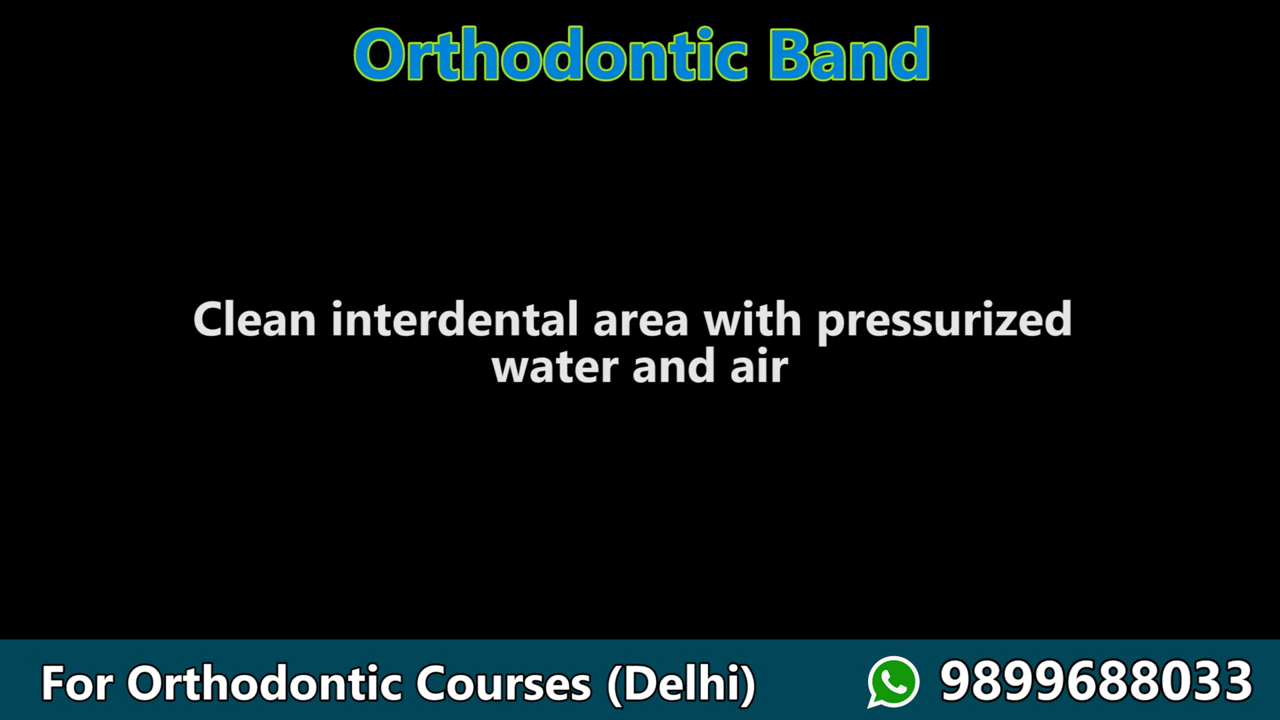 Orthodontic Band
Clean interdental area with pressurized
water and air
For Orthodontic Courses (Delhi)
9899688033